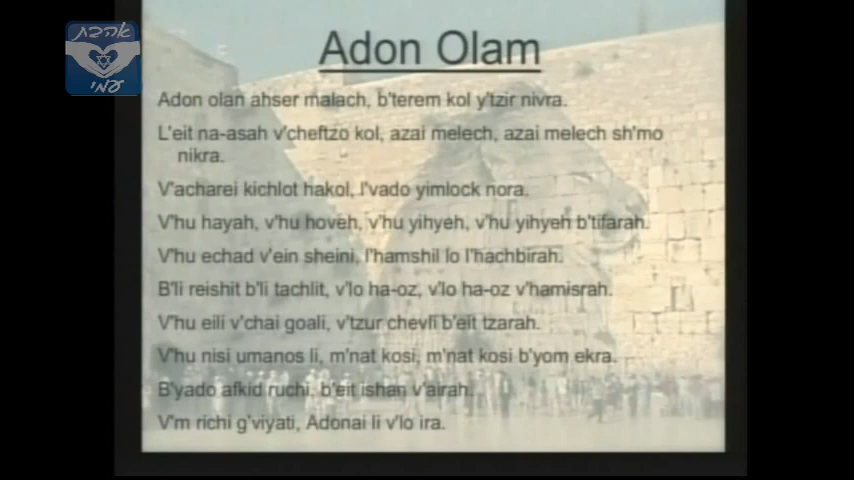 אהבת
עמי
Adon Olam
Adon olan ahser malach, b'terem kol y'tzir nivra.
L'eit na-asah v'cheftzo kol, azai melech, azai melech sh'mo
nikra.
V'acharei kichlot hakol, l'vado yimlock nora.
V'hu hayah, v'hu hoveh, v'hu yihyeh, v'hu yihyeh b'tifarah.
V'hu echad v'ein sheini, l'hamshil lo l'hachbirah.
B'li reishit b'li tachlit, v'lo ha-oz, v'lo ha-oz v'hamisrah.
V'hu eili v'chai goali, v'tzur chevli b'eit tzarah.
V'hu nisi umanos li, m'nat kosi, m'nat kosi b'yom ekra.
B'yado afkid ruchi, b'eit ishan v'airah.
V'm richi g'viyati, Adonai li v'lo ira.